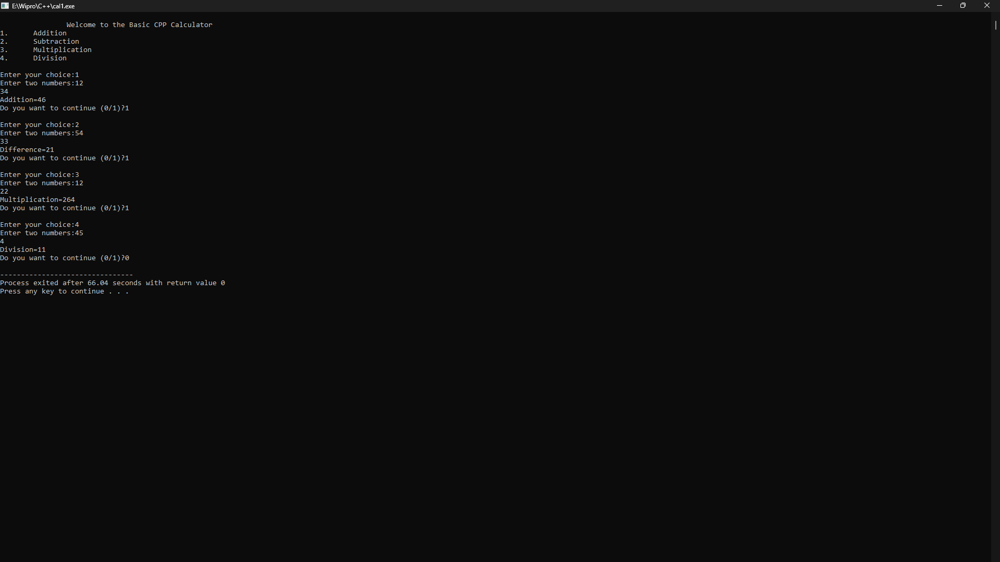 E:\Wipro\C++\cal1.exe
Welcome to the Basic CPP Calculator
1. Addition
2. Subtraction
3. Multiplication
4. Division
Enter your choice:1
Enter two numbers:12
34
Addition=46
Do you want to continue (0/1)?1
Enter your choice:2
Enter two numbers:54
33
Difference=21
Do you want to continue (0/1)?1
Enter your choice:3
Enter two numbers:12
22
Multiplication=264
Do you want to continue (0/1)?1
Enter your choice:4
Enter two numbers:45
4
Division=11
Do you want to continue (0/1)?0
--------------------------------
Process exited after 66.04 seconds with return value 0
Press any key to continue . . .